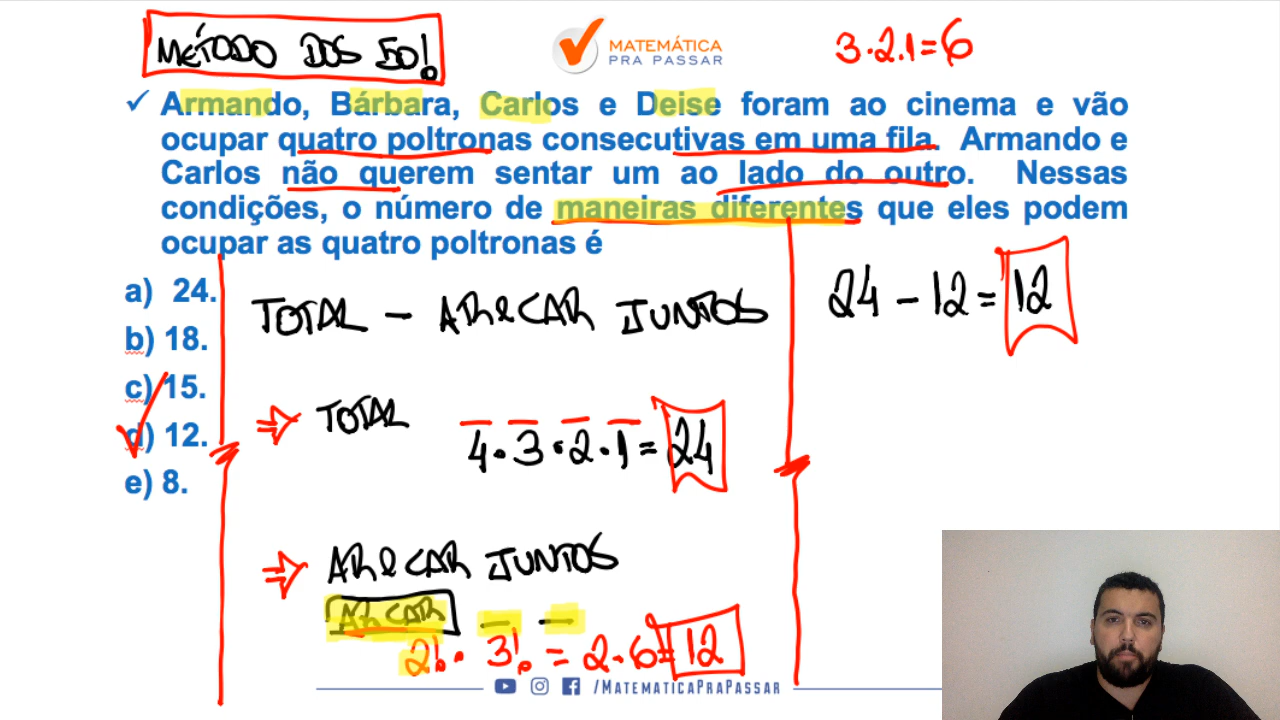 MÉTODO DOS 50!
MATEMÁTICA
PRA PASSAR
3·2·1=6
✓ Armando, Bárbara, Carlos e Deise foram ao cinema e vão
ocupar quatro poltronas consecutivas em uma fila. Armando e
Carlos não querem sentar um ao lado do outro. Nessas
condições, o número de maneiras diferentes que eles podem
ocupar as quatro poltronas é
a) 24.
b) 18.
c) 15.
d) 12.
e) 8.
TOTAL - AR e CAR JUNTOS
24 - 12 = 12
⇒ TOTAL
4·3·2·1 = 24
⇒ AR e CAR JUNTOS
AR CAR
2! · 3! = 2·6 = 12
/MATEMATICAPRAPASSAR